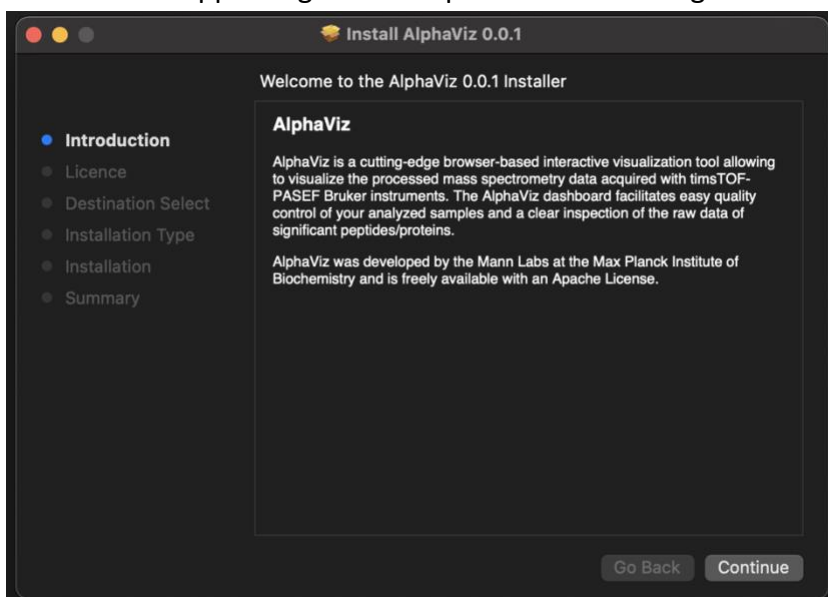 Install AlphaViz 0.0.1
Welcome to the AlphaViz 0.0.1 Installer
Introduction
Licence
Destination Select
Installation Type
Installation
Summary
AlphaViz
AlphaViz is a cutting-edge browser-based interactive visualization tool allowing
to visualize the processed mass spectrometry data acquired with timsTOF-
PASEF Bruker instruments. The AlphaViz dashboard facilitates easy quality
control of your analyzed samples and a clear inspection of the raw data of
significant peptides/proteins.
AlphaViz was developed by the Mann Labs at the Max Planck Institute of
Biochemistry and is freely available with an Apache License.
Go Back
Continue